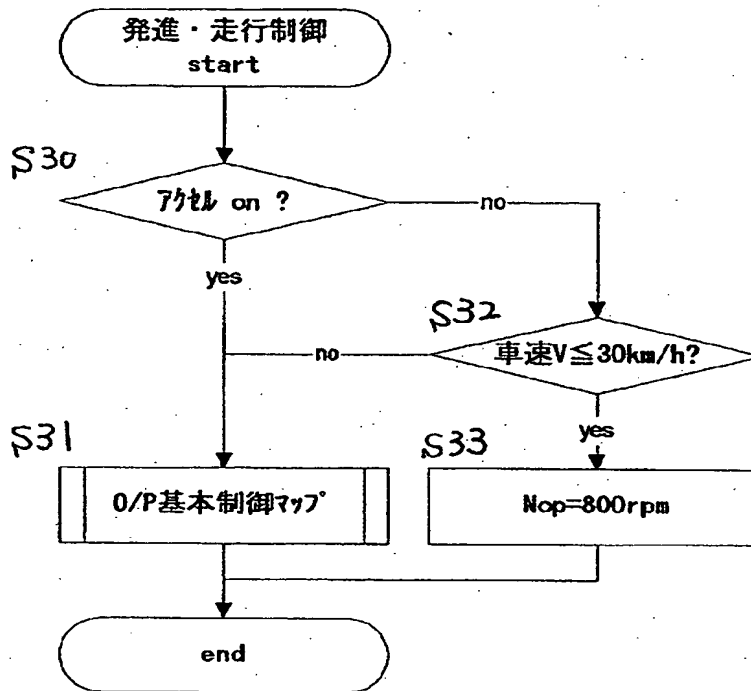 発進・走行制御
start
S30
ｱｸｾﾙ on ?
no
yes
S32
車速V≦30km/h?
no
yes
S31
S33
O/P基本制御ﾏｯﾌﾟ
Nop=800rpm
end